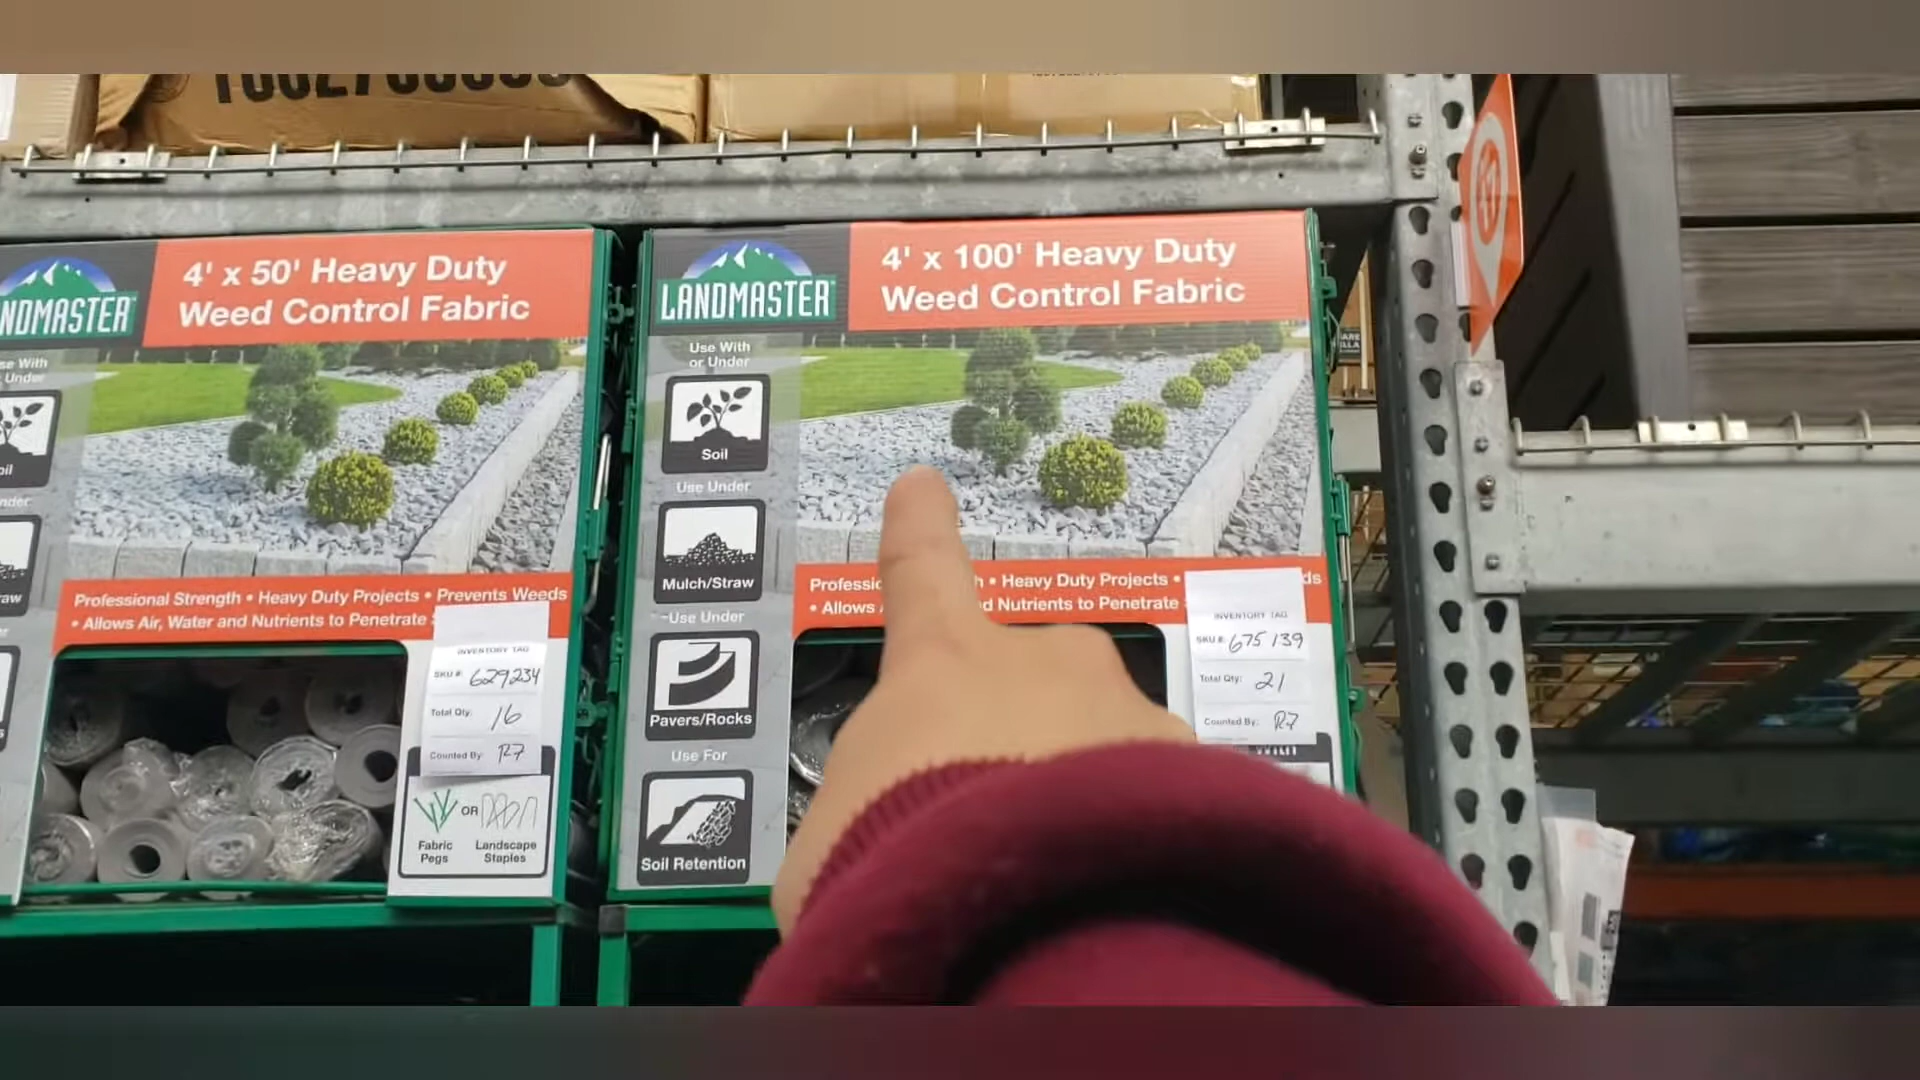 LANDMASTER
4' x 50' Heavy Duty
Weed Control Fabric
Professional Strength • Heavy Duty Projects • Prevents Weeds
• Allows Air, Water and Nutrients to Penetrate
INVENTORY TAG
SKU #: 629234
Total Qty: 16
Counted By: R7
OR
Fabric
Pegs
Landscape
Staples
LANDMASTER
4' x 100' Heavy Duty
Weed Control Fabric
Use With
or Under
Soil
Use Under
Mulch/Straw
Use Under
Pavers/Rocks
Use For
Soil Retention
• Heavy Duty Projects •
• Allows
Nutrients to Penetrate
INVENTORY TAG
SKU #: 675139
Total Qty: 21
Counted By: R7